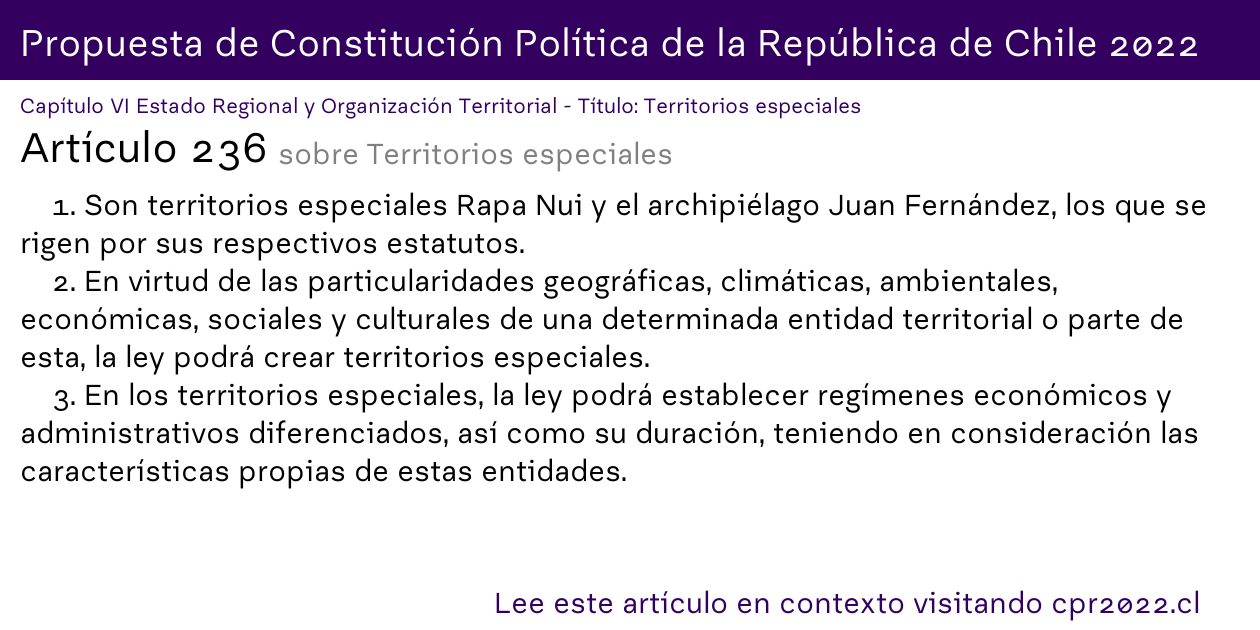 Propuesta de Constitución Política de la República de Chile 2022
Capítulo VI Estado Regional y Organización Territorial - Título: Territorios especiales
Artículo 236 sobre Territorios especiales
1. Son territorios especiales Rapa Nui y el archipiélago Juan Fernández, los que se
rigen por sus respectivos estatutos.
2. En virtud de las particularidades geográficas, climáticas, ambientales,
económicas, sociales y culturales de una determinada entidad territorial o parte de
esta, la ley podrá crear territorios especiales.
3. En los territorios especiales, la ley podrá establecer regímenes económicos y
administrativos diferenciados, así como su duración, teniendo en consideración las
características propias de estas entidades.
Lee este artículo en contexto visitando cpr2022.cl